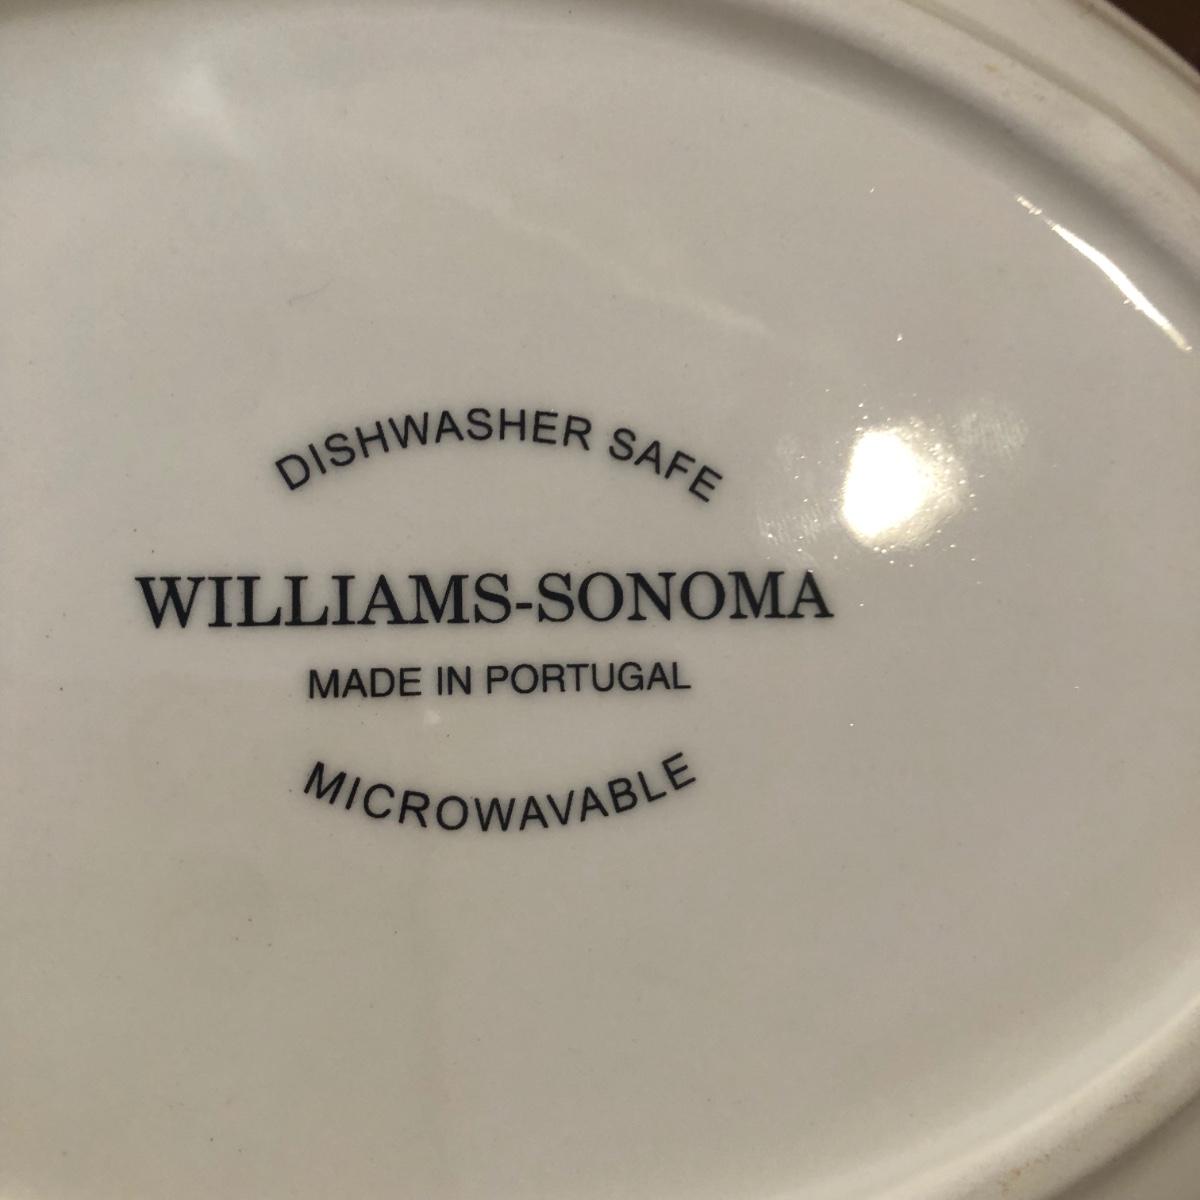 DISHWASHER SAFE
WILLIAMS-SONOMA
MADE IN PORTUGAL
MICROWAVABLE